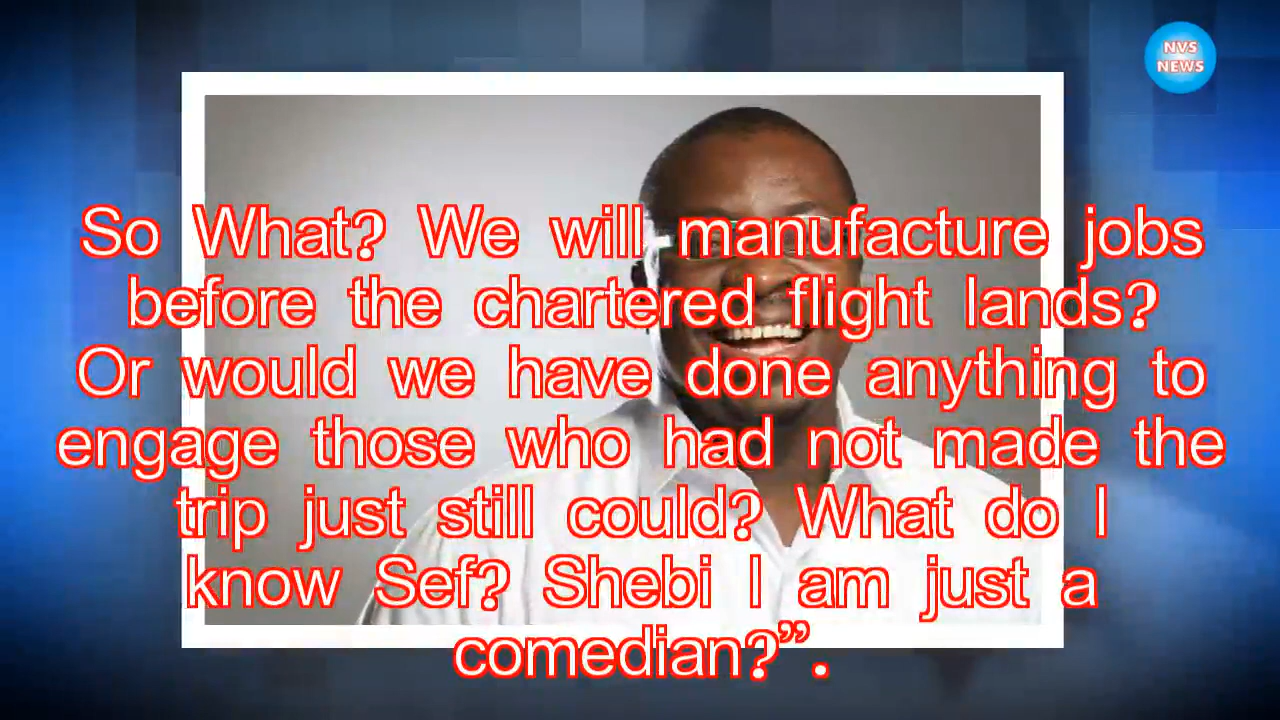 NVS
NEWS
So What? We will manufacture jobs
before the chartered flight lands?
Or would we have done anything to
engage those who had not made the
trip just still could? What do I
know Sef? Shebi I am just a
comedian?”.